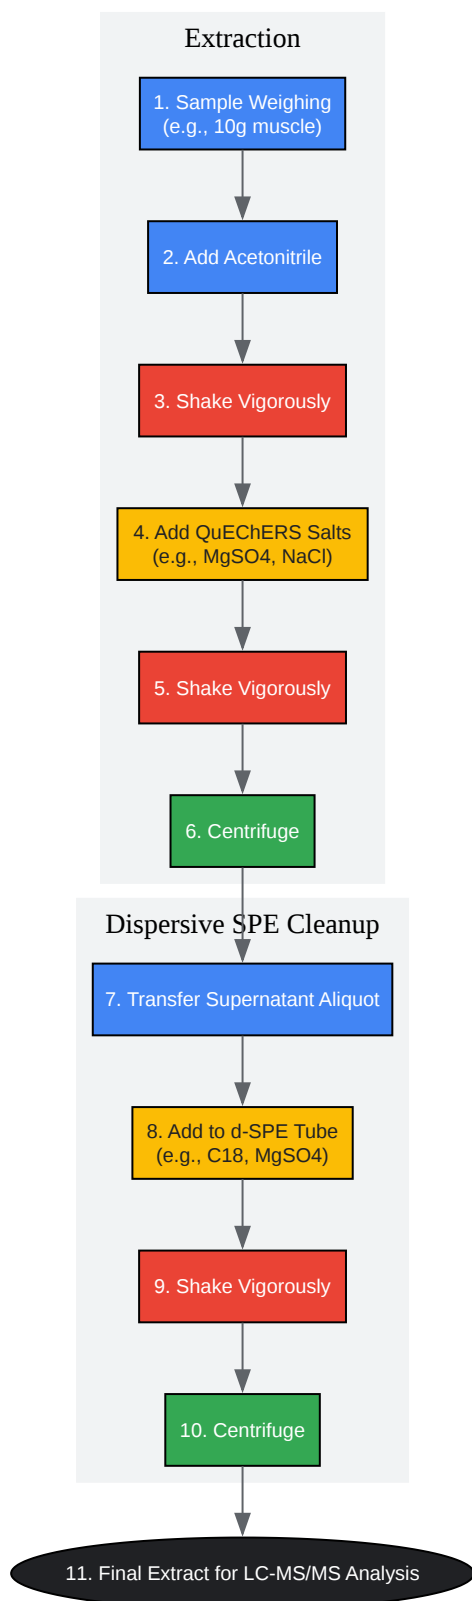 Extraction
1. Sample Weighing
(e.g., 10g muscle)
2. Add Acetonitrile
3. Shake Vigorously
4. Add QuEChERS Salts
(e.g., MgSO4, NaCl)
5. Shake Vigorously
6. Centrifuge
Dispersive SPE Cleanup
7. Transfer Supernatant Aliquot
8. Add to d-SPE Tube
(e.g., C18, MgSO4)
9. Shake Vigorously
10. Centrifuge
11. Final Extract for LC-MS/MS Analysis